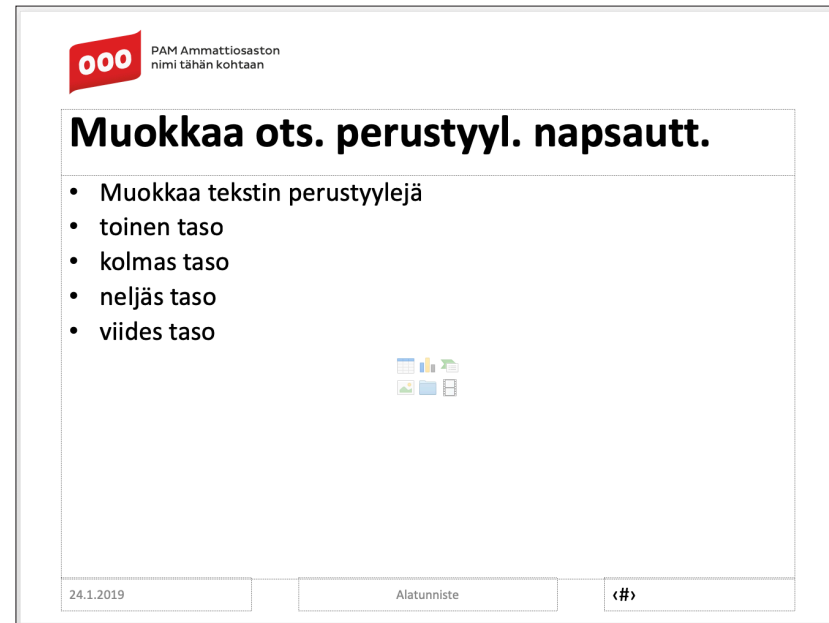 000
PAM Ammattiosaston
nimi tähän kohtaan
Muokkaa ots. perustyyl. napsautt.
• Muokkaa tekstin perustyylejä
• toinen taso
• kolmas taso
• neljäs taso
• viides taso
24.1.2019
Alatunniste
‹#›